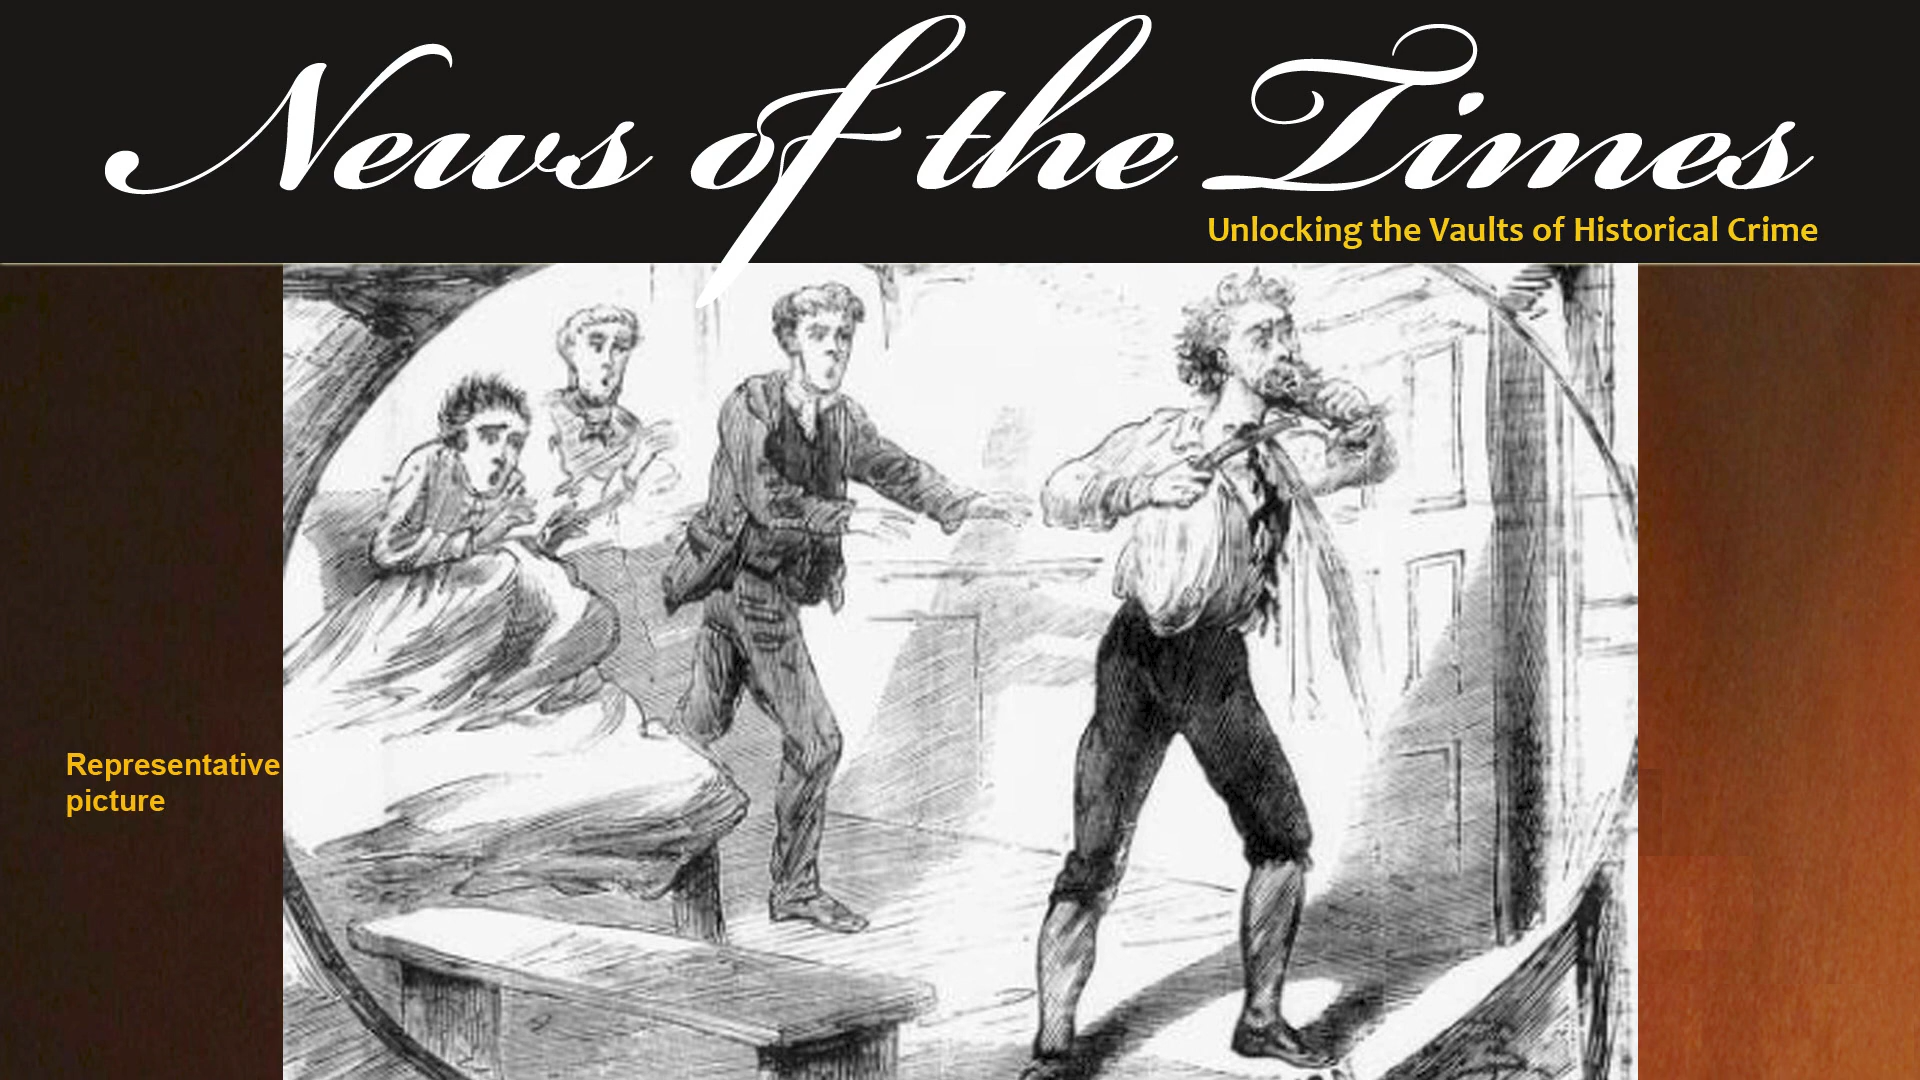 News of the Times
Unlocking the Vaults of Historical Crime
Representative
picture